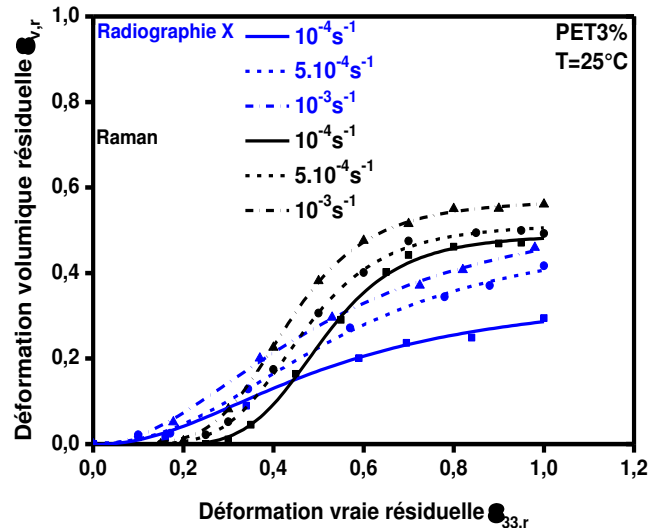 Radiographie X
10⁻⁴s⁻¹
5.10⁻⁴s⁻¹
10⁻³s⁻¹
Raman
10⁻⁴s⁻¹
5.10⁻⁴s⁻¹
10⁻³s⁻¹
PET3%
T=25°C
Déformation volumique résiduelle v,r
1,0
0,8
0,6
0,4
0,2
0,0
0,0 0,2 0,4 0,6 0,8 1,0 1,2
Déformation vraie résiduelle 33,r